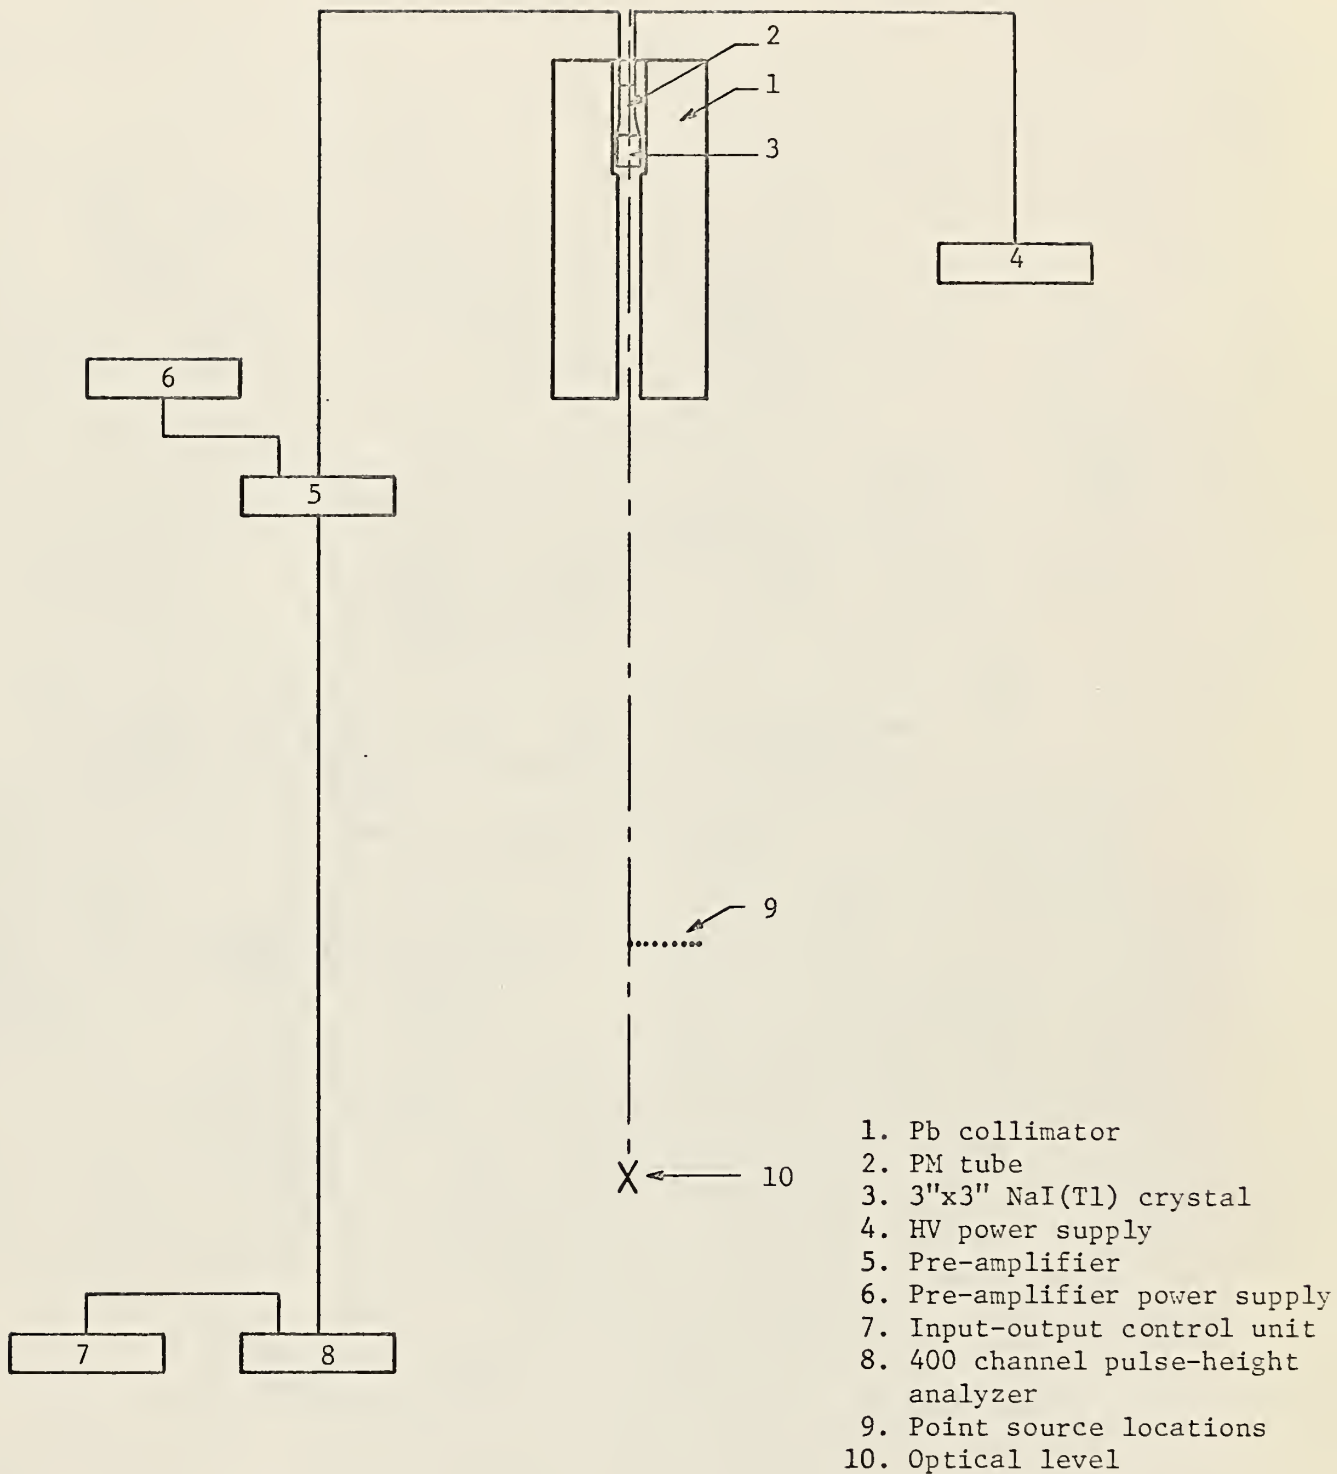 2
1
3
4
6
5
9
10
7
8
1. Pb collimator
2. PM tube
3. 3"x3" NaI(Tl) crystal
4. HV power supply
5. Pre-amplifier
6. Pre-amplifier power supply
7. Input-output control unit
8. 400 channel pulse-height
analyzer
9. Point source locations
10. Optical level